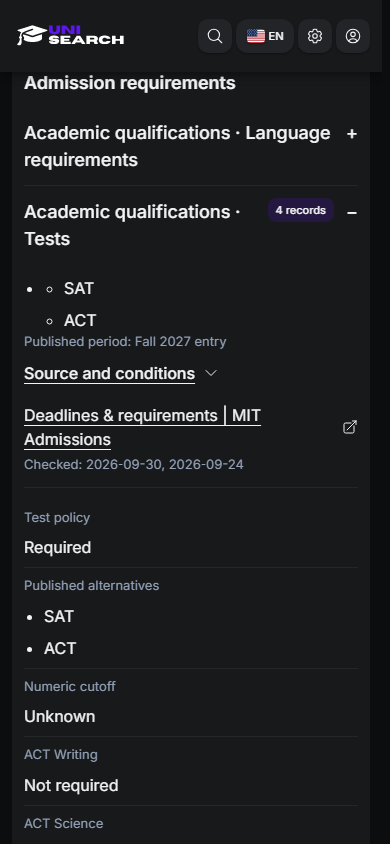 UNI
SEARCH
EN
Admission requirements
Academic qualifications · Language +
requirements
Academic qualifications · 4 records −
Tests
SAT
ACT
Published period: Fall 2027 entry
Source and conditions
Deadlines & requirements | MIT
Admissions
Checked: 2026-09-30, 2026-09-24
Test policy
Required
Published alternatives
SAT
ACT
Numeric cutoff
Unknown
ACT Writing
Not required
ACT Science